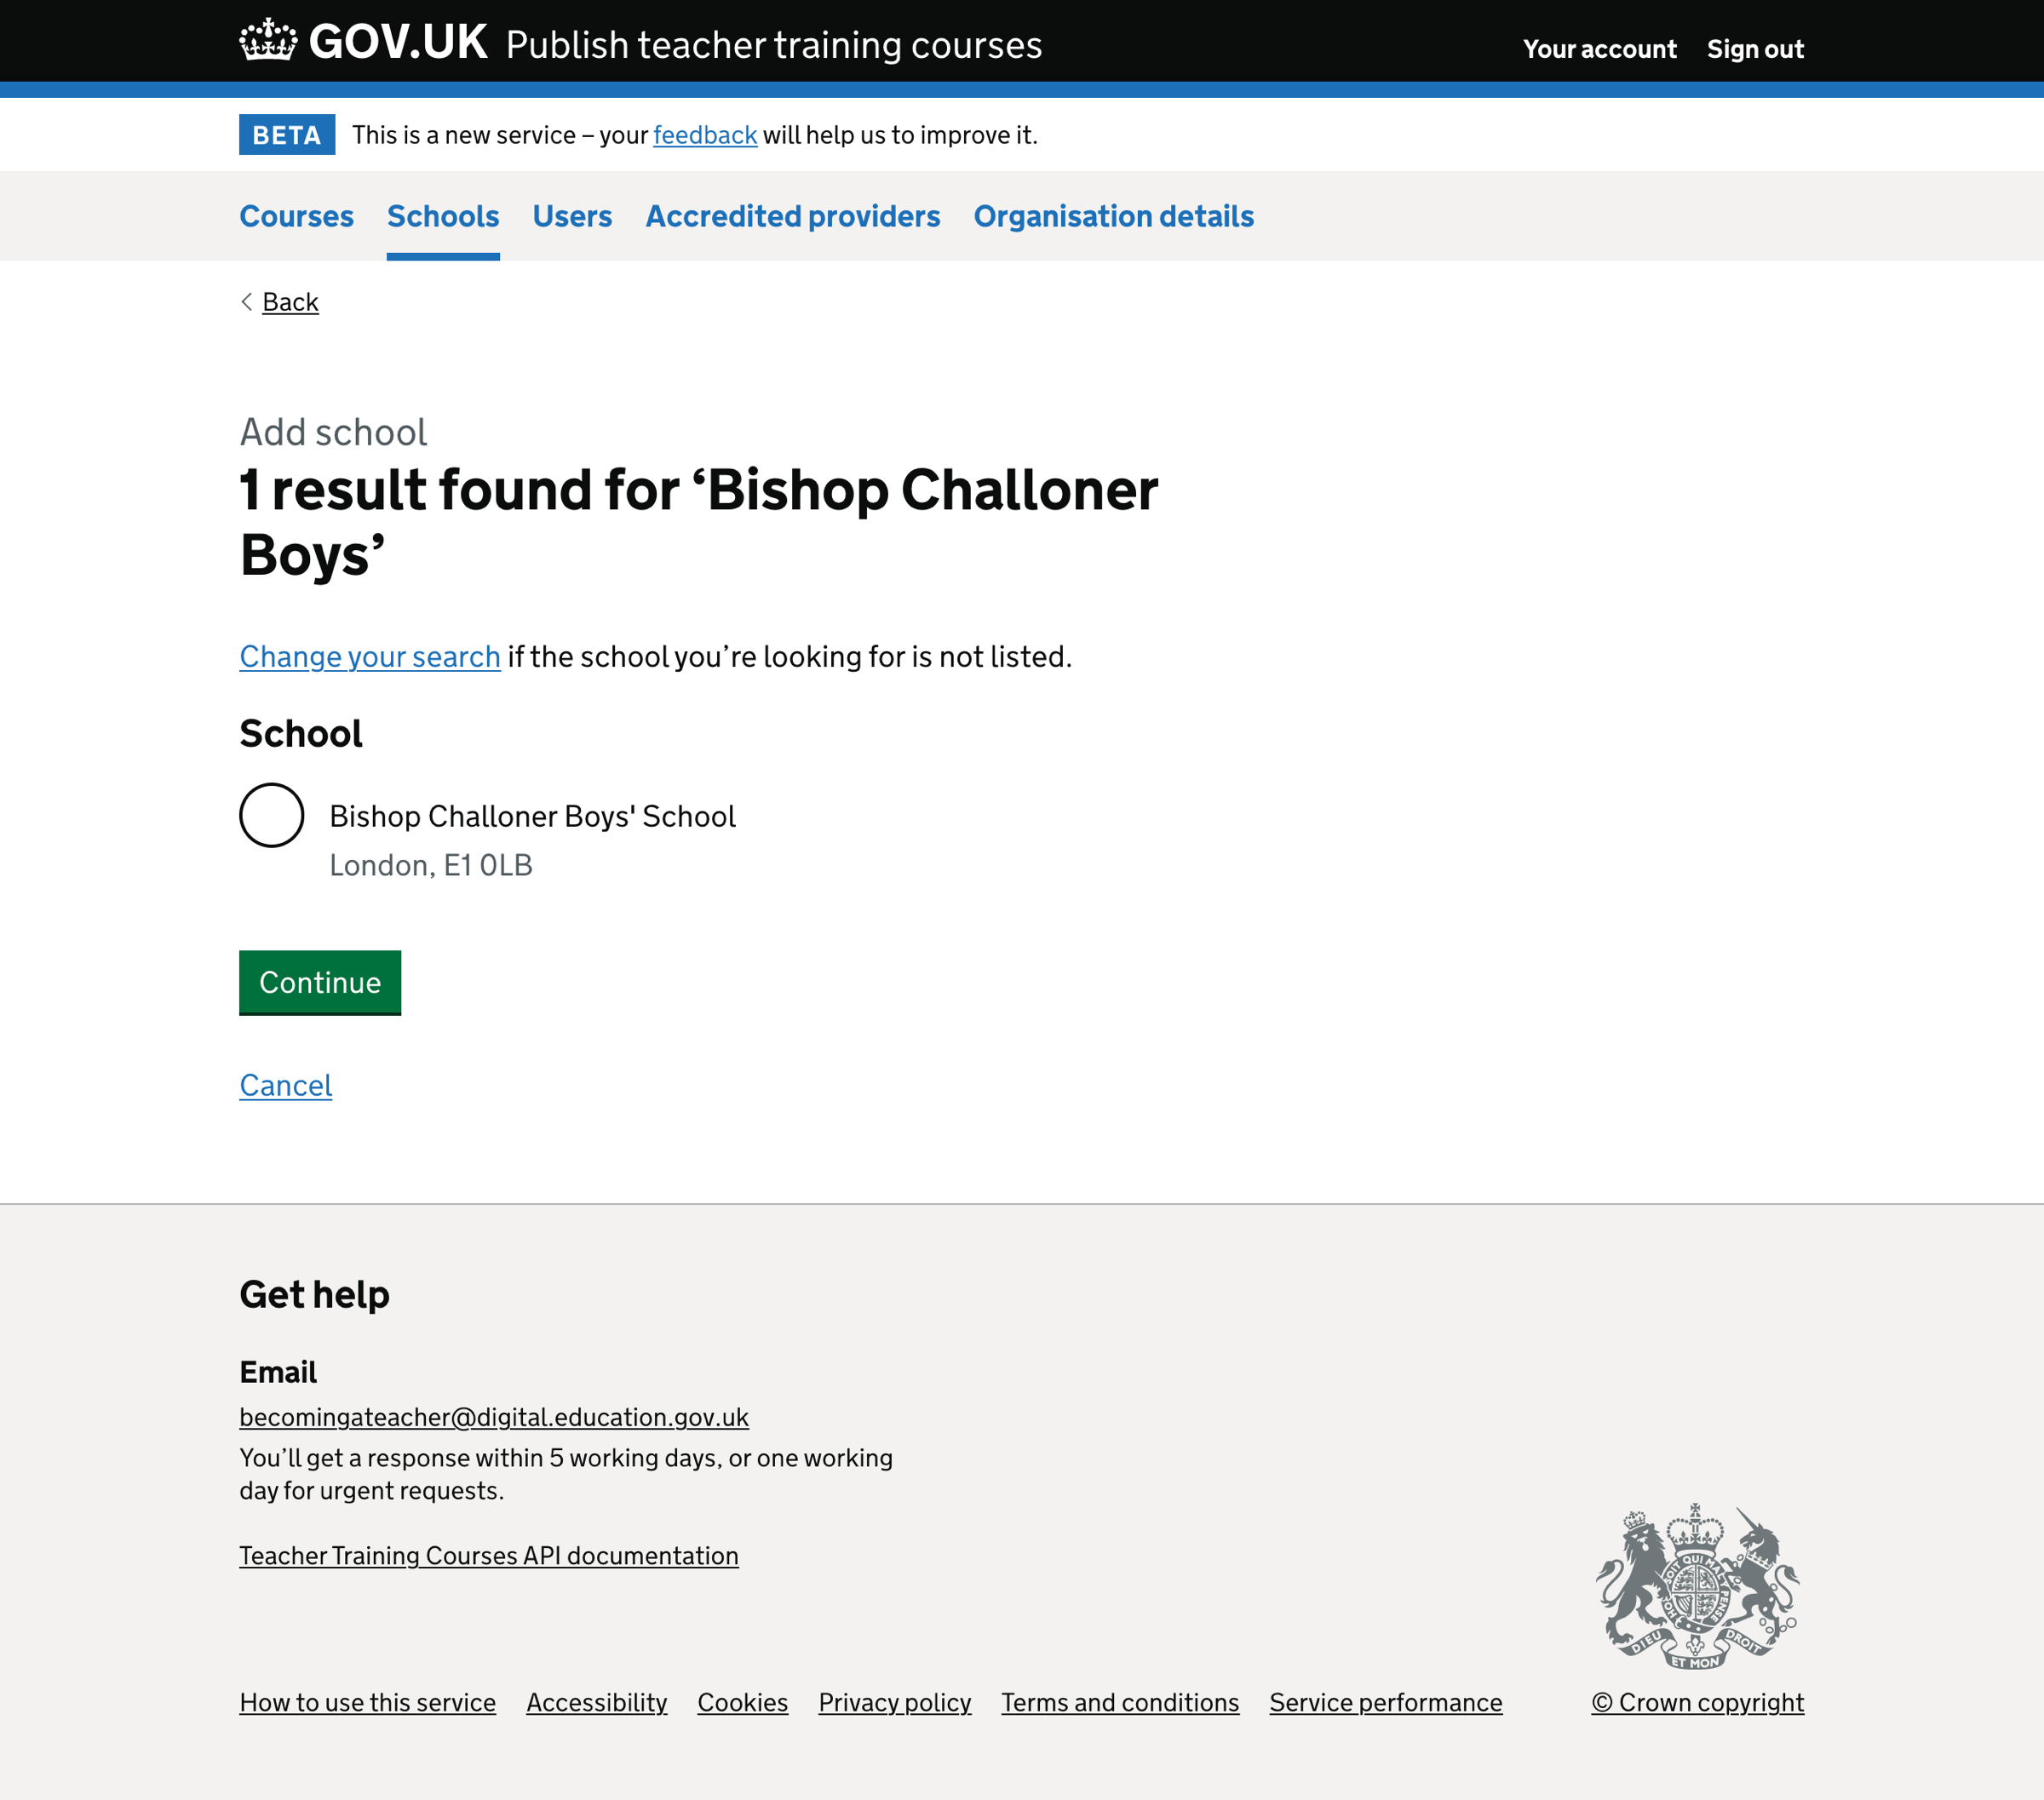 GOV.UK Publish teacher training courses
Your account Sign out
BETA This is a new service – your feedback will help us to improve it.
Courses Schools Users Accredited providers Organisation details
Back
Add school
1 result found for ‘Bishop Challoner
Boys’
Change your search if the school you’re looking for is not listed.
School
Bishop Challoner Boys' School
London, E1 0LB
Continue
Cancel
Get help
Email
becomingateacher@digital.education.gov.uk
You’ll get a response within 5 working days, or one working
day for urgent requests.
Teacher Training Courses API documentation
DIEU ET MON DROIT
How to use this service Accessibility Cookies Privacy policy Terms and conditions Service performance
© Crown copyright